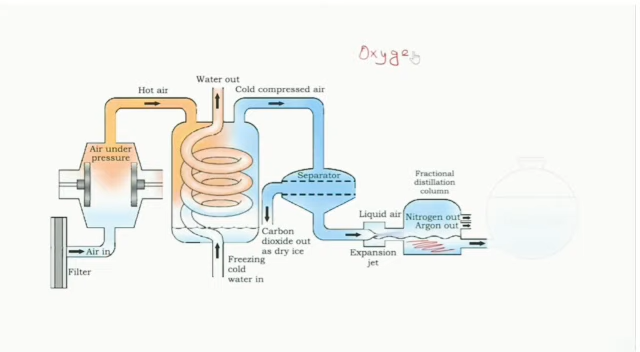 Oxyge
Water out
Hot air
Cold compressed air
Air under
pressure
Separator
Fractional
distillation
column
Liquid air
Nitrogen out
Argon out
Carbon
dioxide out
as dry ice
Air in
Expansion
jet
Filter
Freezing
cold
water in